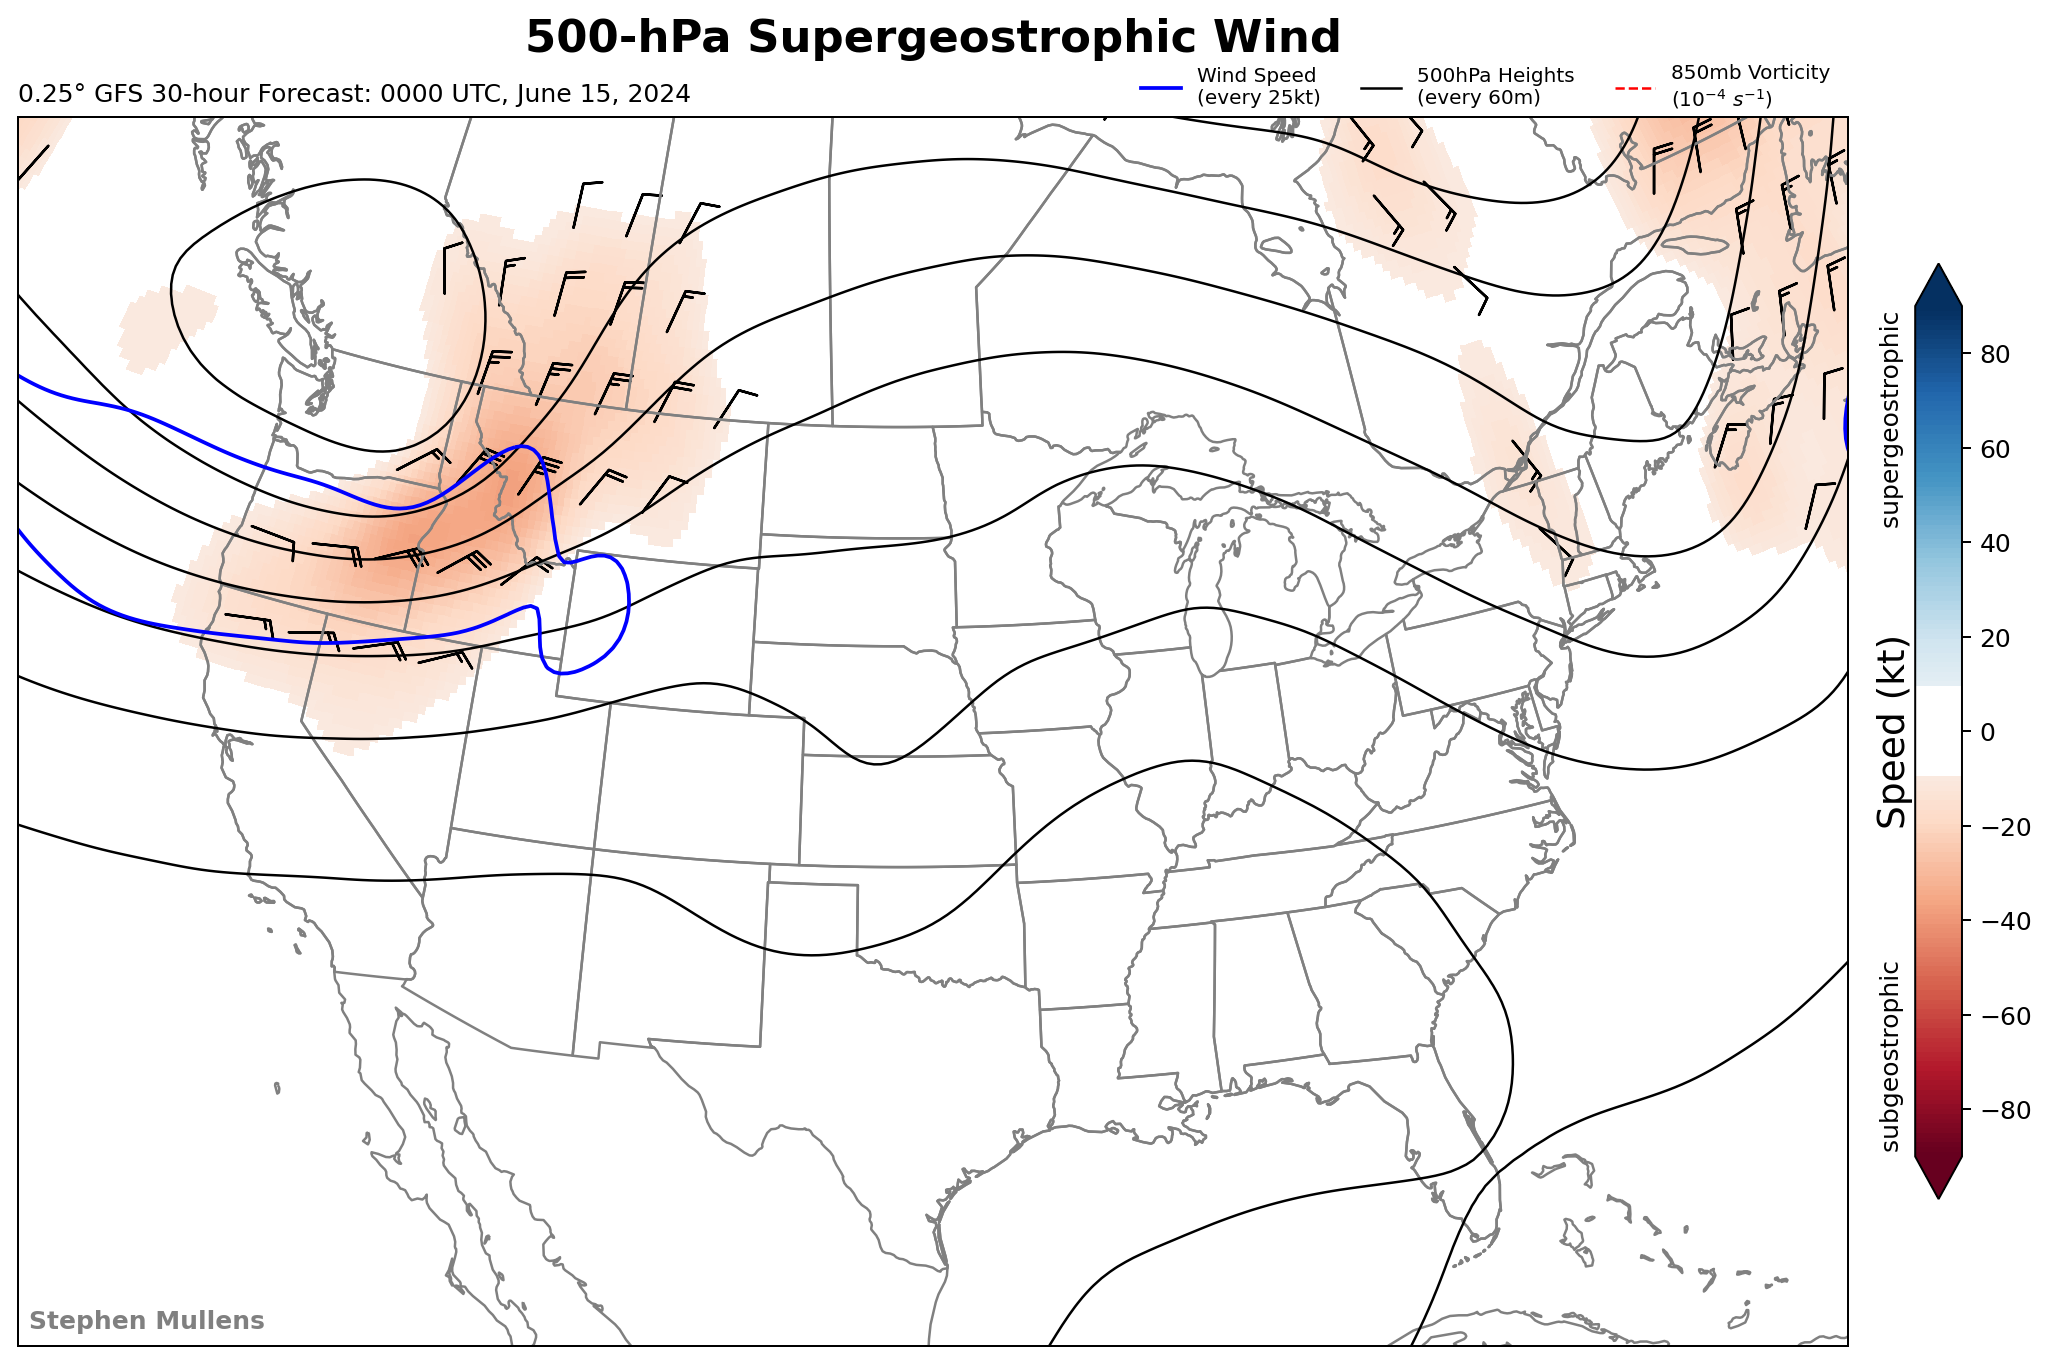 500-hPa Supergeostrophic Wind
0.25° GFS 30-hour Forecast: 0000 UTC, June 15, 2024
Wind Speed
(every 25kt)
500hPa Heights
(every 60m)
850mb Vorticity
(10⁻⁴ s⁻¹)
supergeostrophic
Speed (kt)
subgeostrophic
80
60
40
20
0
−20
−40
−60
−80
Stephen Mullens